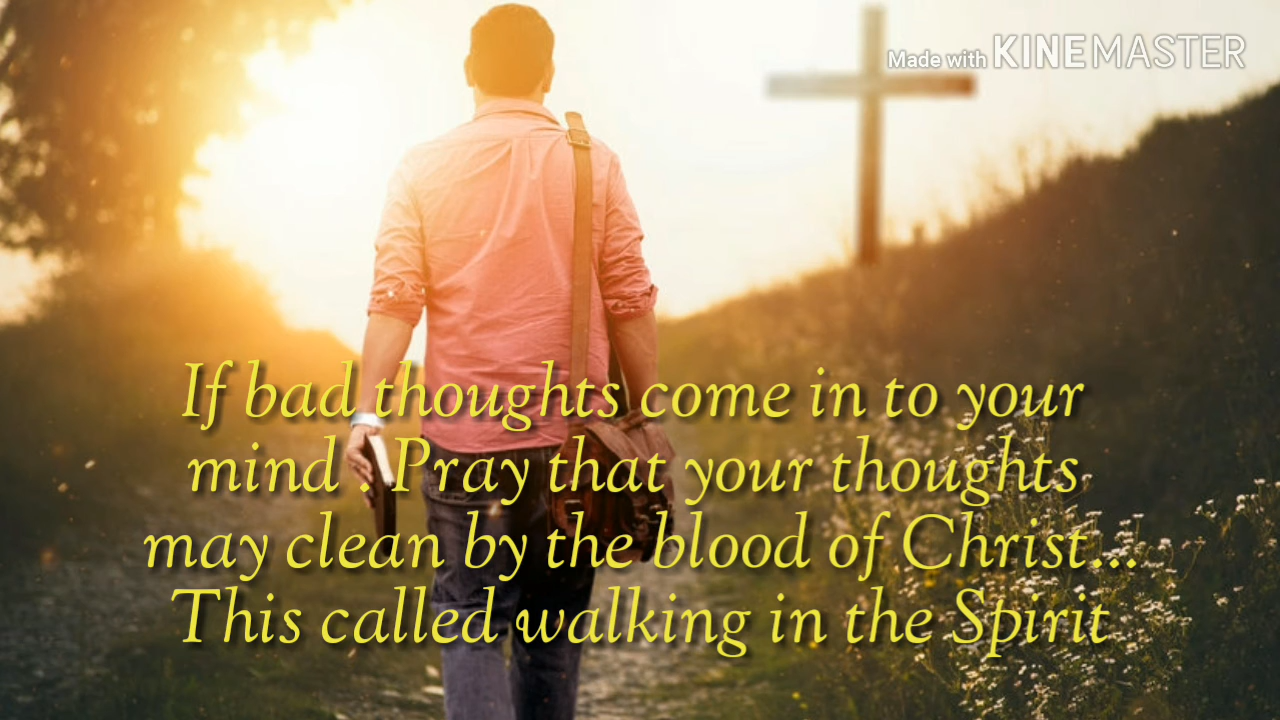 Made with KINEMASTER
If bad thoughts come in to your
mind . Pray that your thoughts
may clean by the blood of Christ...
This called walking in the Spirit